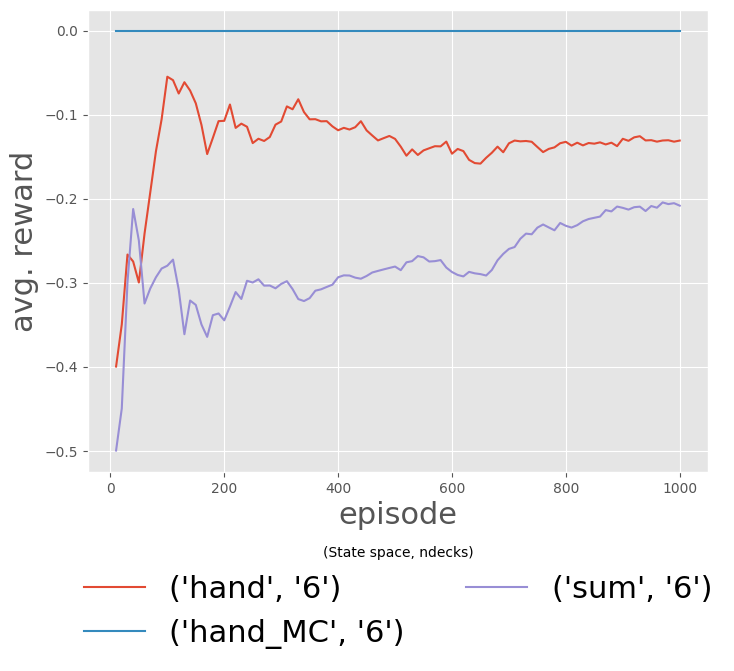 0.0
−0.1
−0.2
−0.3
−0.4
−0.5
avg. reward
0 200 400 600 800 1000
episode
(State space, ndecks)
('hand', '6') ('sum', '6')
('hand_MC', '6')